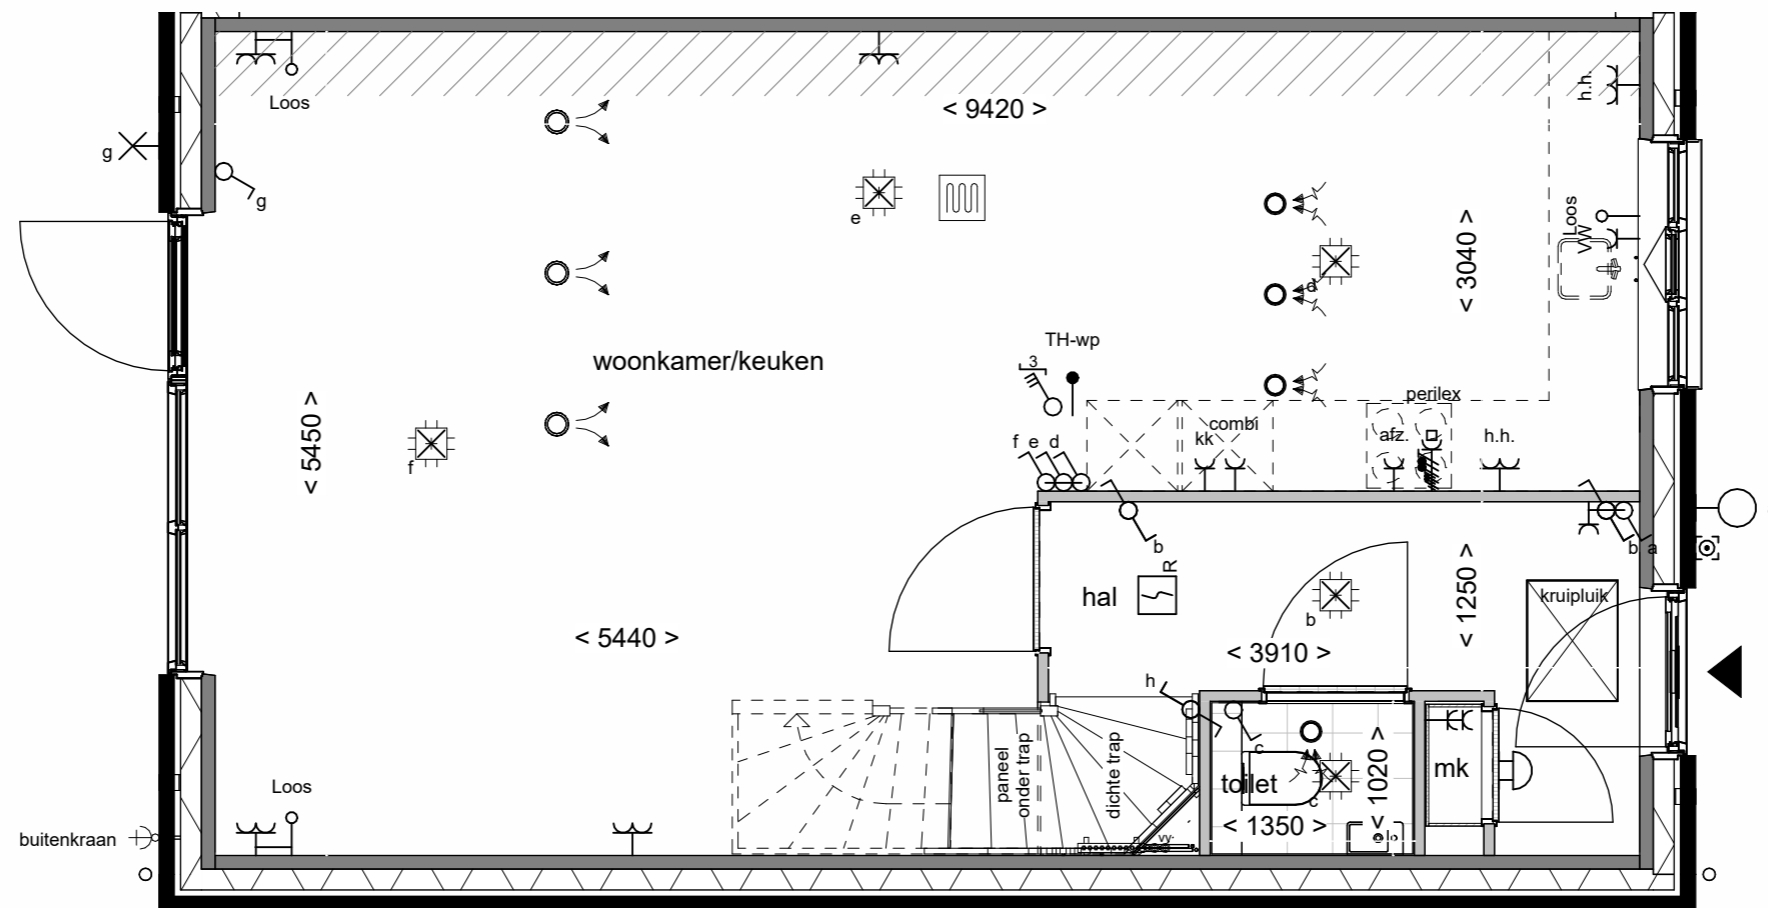 Loos
h.h.
< 9420 >
g
g
e
Loos
VW
d
< 3040 >
TH-wp
3
woonkamer/keuken
perilex
< 5450 >
combi
kk
afz.
h.h.
f e d
f
b
b a
R
hal
kruipluik
b
< 1250 >
< 5440 >
< 3910 >
h
c
paneel
onder trap
dichte trap
toilet
c
< 1020 >
mk
Loos
< 1350 >
buitenkraan
vv